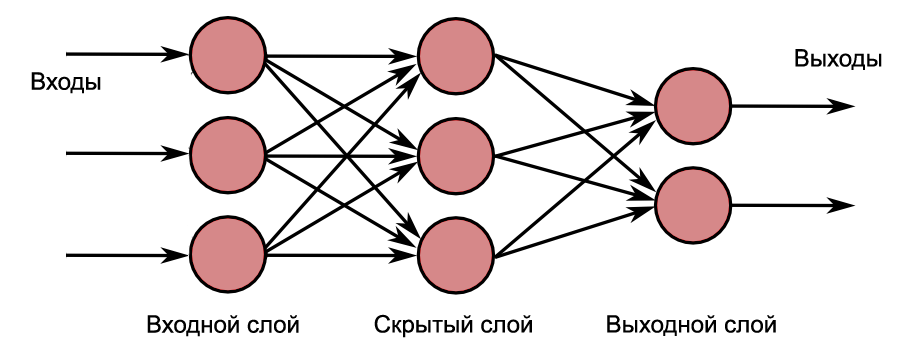 Входы
Выходы
Входной слой
Скрытый слой
Выходной слой